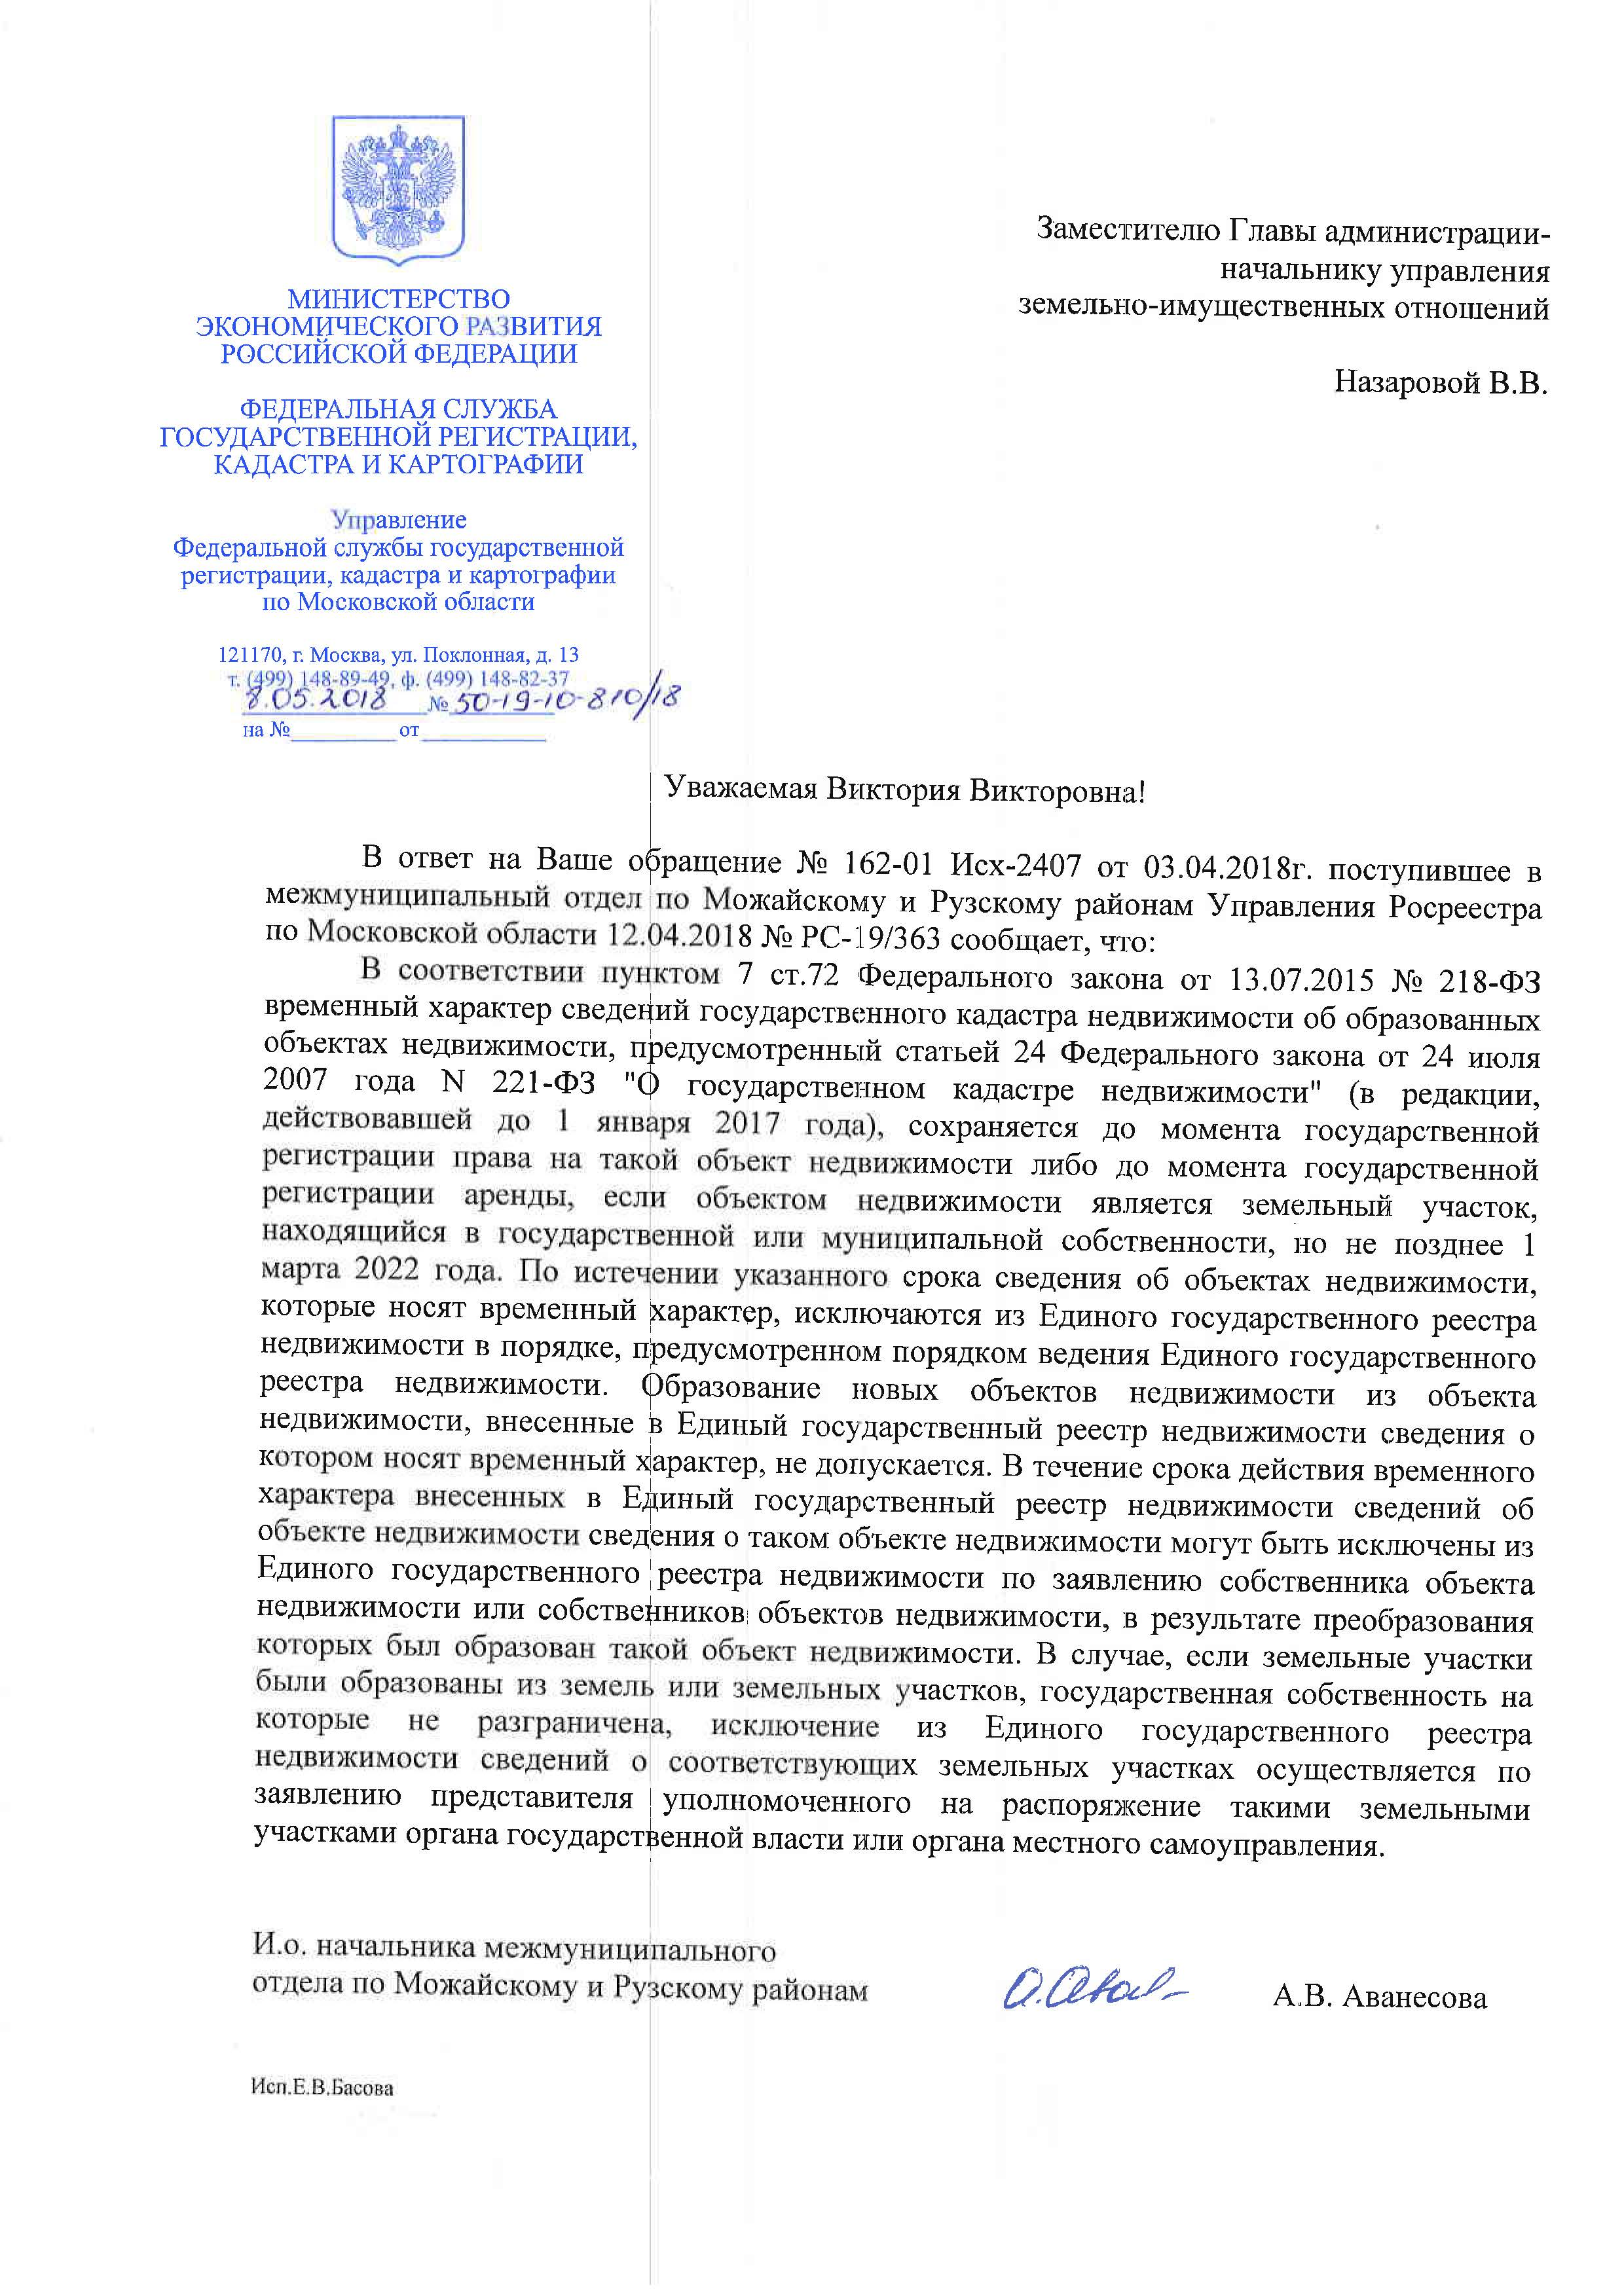 МИНИСТЕРСТВО
ЭКОНОМИЧЕСКОГО РАЗВИТИЯ
РОССИЙСКОЙ ФЕДЕРАЦИИ
ФЕДЕРАЛЬНАЯ СЛУЖБА
ГОСУДАРСТВЕННОЙ РЕГИСТРАЦИИ,
КАДАСТРА И КАРТОГРАФИИ
Управление
Федеральной службы государственной
регистрации, кадастра и картографии
по Московской области
121170, г. Москва, ул. Поклонная, д. 13
т. (499) 148-89-49, ф. (499) 148-82-37
8.05.2018 № 50-19-10-810/18
на №__________ от____________
Заместителю Главы администрации-
начальнику управления
земельно-имущественных отношений
Назаровой В.В.
Уважаемая Виктория Викторовна!
В ответ на Ваше обращение № 162-01 Исх-2407 от 03.04.2018г. поступившее в
межмуниципальный отдел по Можайскому и Рузскому районам Управления Росреестра
по Московской области 12.04.2018 № РС-19/363 сообщает, что:
В соответствии пунктом 7 ст.72 Федерального закона от 13.07.2015 № 218-ФЗ
временный характер сведений государственного кадастра недвижимости об образованных
объектах недвижимости, предусмотренный статьей 24 Федерального закона от 24 июля
2007 года N 221-ФЗ "О государственном кадастре недвижимости" (в редакции,
действовавшей до 1 января 2017 года), сохраняется до момента государственной
регистрации права на такой объект недвижимости либо до момента государственной
регистрации аренды, если объектом недвижимости является земельный участок,
находящийся в государственной или муниципальной собственности, но не позднее 1
марта 2022 года. По истечении указанного срока сведения об объектах недвижимости,
которые носят временный характер, исключаются из Единого государственного реестра
недвижимости в порядке, предусмотренном порядком ведения Единого государственного
реестра недвижимости. Образование новых объектов недвижимости из объекта
недвижимости, внесенные в Единый государственный реестр недвижимости сведения о
котором носят временный характер, не допускается. В течение срока действия временного
характера внесенных в Единый государственный реестр недвижимости сведений об
объекте недвижимости сведения о таком объекте недвижимости могут быть исключены из
Единого государственного реестра недвижимости по заявлению собственника объекта
недвижимости или собственников объектов недвижимости, в результате преобразования
которых был образован такой объект недвижимости. В случае, если земельные участки
были образованы из земель или земельных участков, государственная собственность на
которые не разграничена, исключение из Единого государственного реестра
недвижимости сведений о соответствующих земельных участках осуществляется по
заявлению представителя уполномоченного на распоряжение такими земельными
участками органа государственной власти или органа местного самоуправления.
И.о. начальника межмуниципального
отдела по Можайскому и Рузскому районам
А.В. Аванесова
Исп.Е.В.Басова